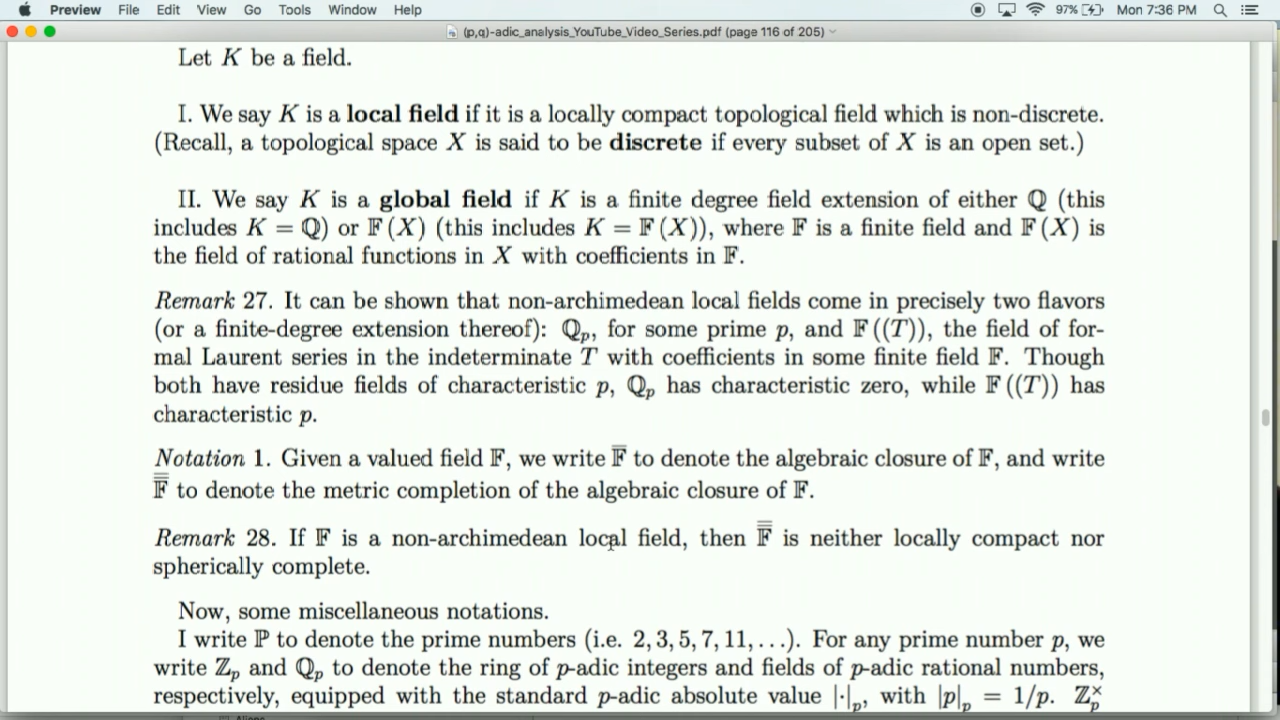 Preview File Edit View Go Tools Window Help 97% Mon 7:36 PM
(p,q)-adic_analysis_YouTube_Video_Series.pdf (page 116 of 205)
Let K be a field.
I. We say K is a local field if it is a locally compact topological field which is non-discrete.
(Recall, a topological space X is said to be discrete if every subset of X is an open set.)
II. We say K is a global field if K is a finite degree field extension of either ℚ (this
includes K = ℚ) or 𝔽(X) (this includes K = 𝔽(X)), where 𝔽 is a finite field and 𝔽(X) is
the field of rational functions in X with coefficients in 𝔽.
Remark 27. It can be shown that non-archimedean local fields come in precisely two flavors
(or a finite-degree extension thereof): ℚₚ, for some prime p, and 𝔽((T)), the field of for-
mal Laurent series in the indeterminate T with coefficients in some finite field 𝔽. Though
both have residue fields of characteristic p, ℚₚ has characteristic zero, while 𝔽((T)) has
characteristic p.
Notation 1. Given a valued field 𝔽, we write 𝔽̅ to denote the algebraic closure of 𝔽, and write
𝔽̿ to denote the metric completion of the algebraic closure of 𝔽.
Remark 28. If 𝔽 is a non-archimedean local field, then 𝔽̿ is neither locally compact nor
spherically complete.
Now, some miscellaneous notations.
I write ℙ to denote the prime numbers (i.e. 2, 3, 5, 7, 11, ...). For any prime number p, we
write ℤₚ and ℚₚ to denote the ring of p-adic integers and fields of p-adic rational numbers,
respectively, equipped with the standard p-adic absolute value |·|ₚ, with |p|ₚ = 1/p. ℤₚ×